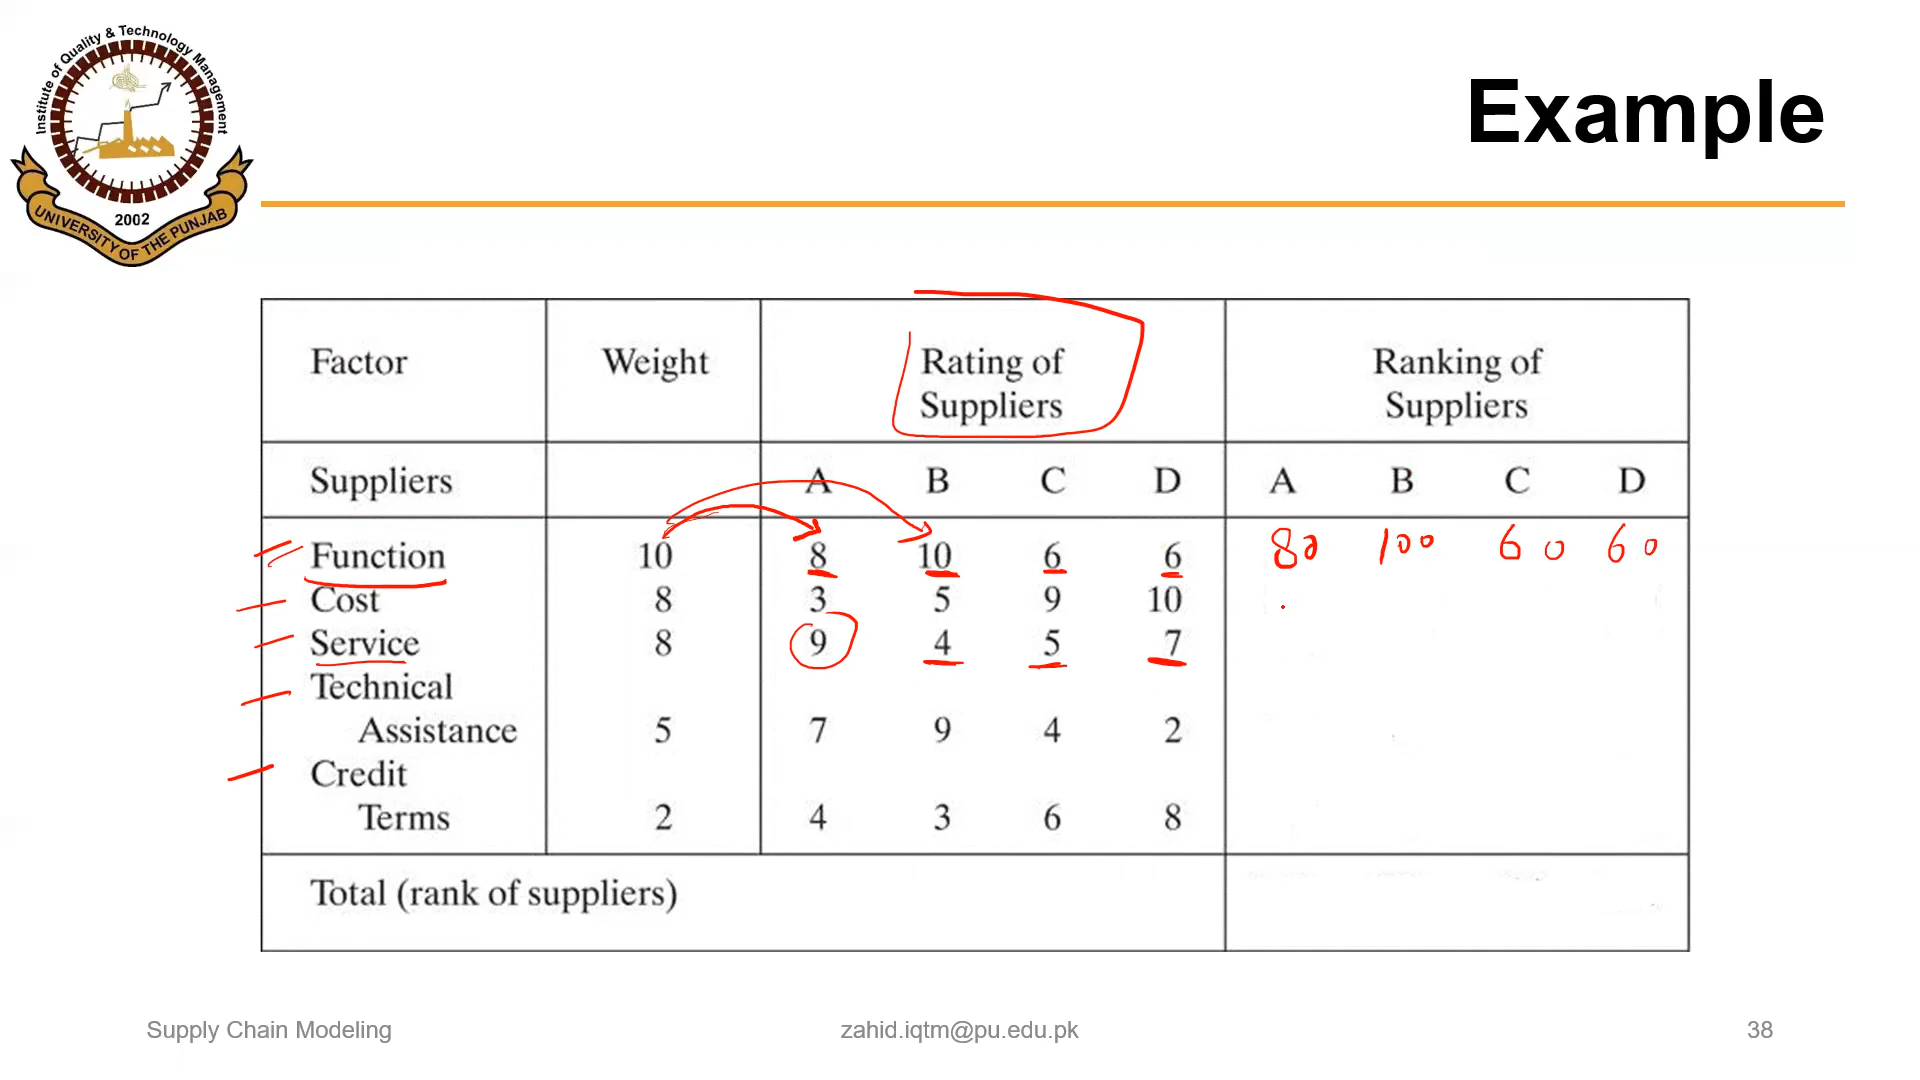 Institute of Quality & Technology Management
2002
UNIVERSITY OF THE PUNJAB
Example
Factor Weight Rating of Suppliers Ranking of Suppliers
Suppliers A B C D A B C D
Function 10 8 10 6 6 80 100 60 60
Cost 8 3 5 9 10
Service 8 9 4 5 7
Technical
Assistance 5 7 9 4 2
Credit
Terms 2 4 3 6 8
Total (rank of suppliers)
Supply Chain Modeling zahid.iqtm@pu.edu.pk 38